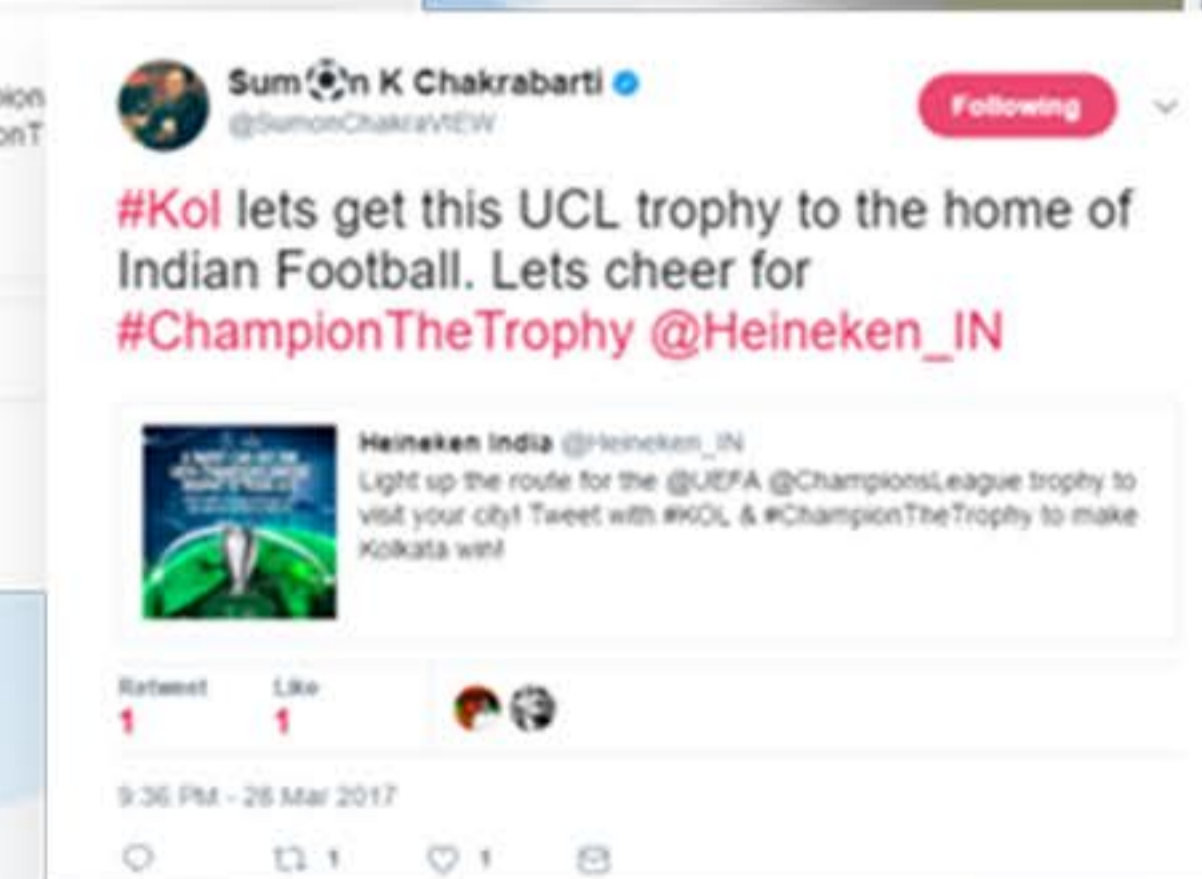 Sum⚽n K Chakrabarti
@SumonChakraVIEW
Following
#Kol lets get this UCL trophy to the home of
Indian Football. Lets cheer for
#ChampionTheTrophy @Heineken_IN
Heineken India @Heineken_IN
Light up the route for the @UEFA @ChampionsLeague trophy to
visit your city! Tweet with #KOL & #ChampionTheTrophy to make
Kolkata win!
Retweet Like
1 1
9:36 PM - Mar 2017
1 1